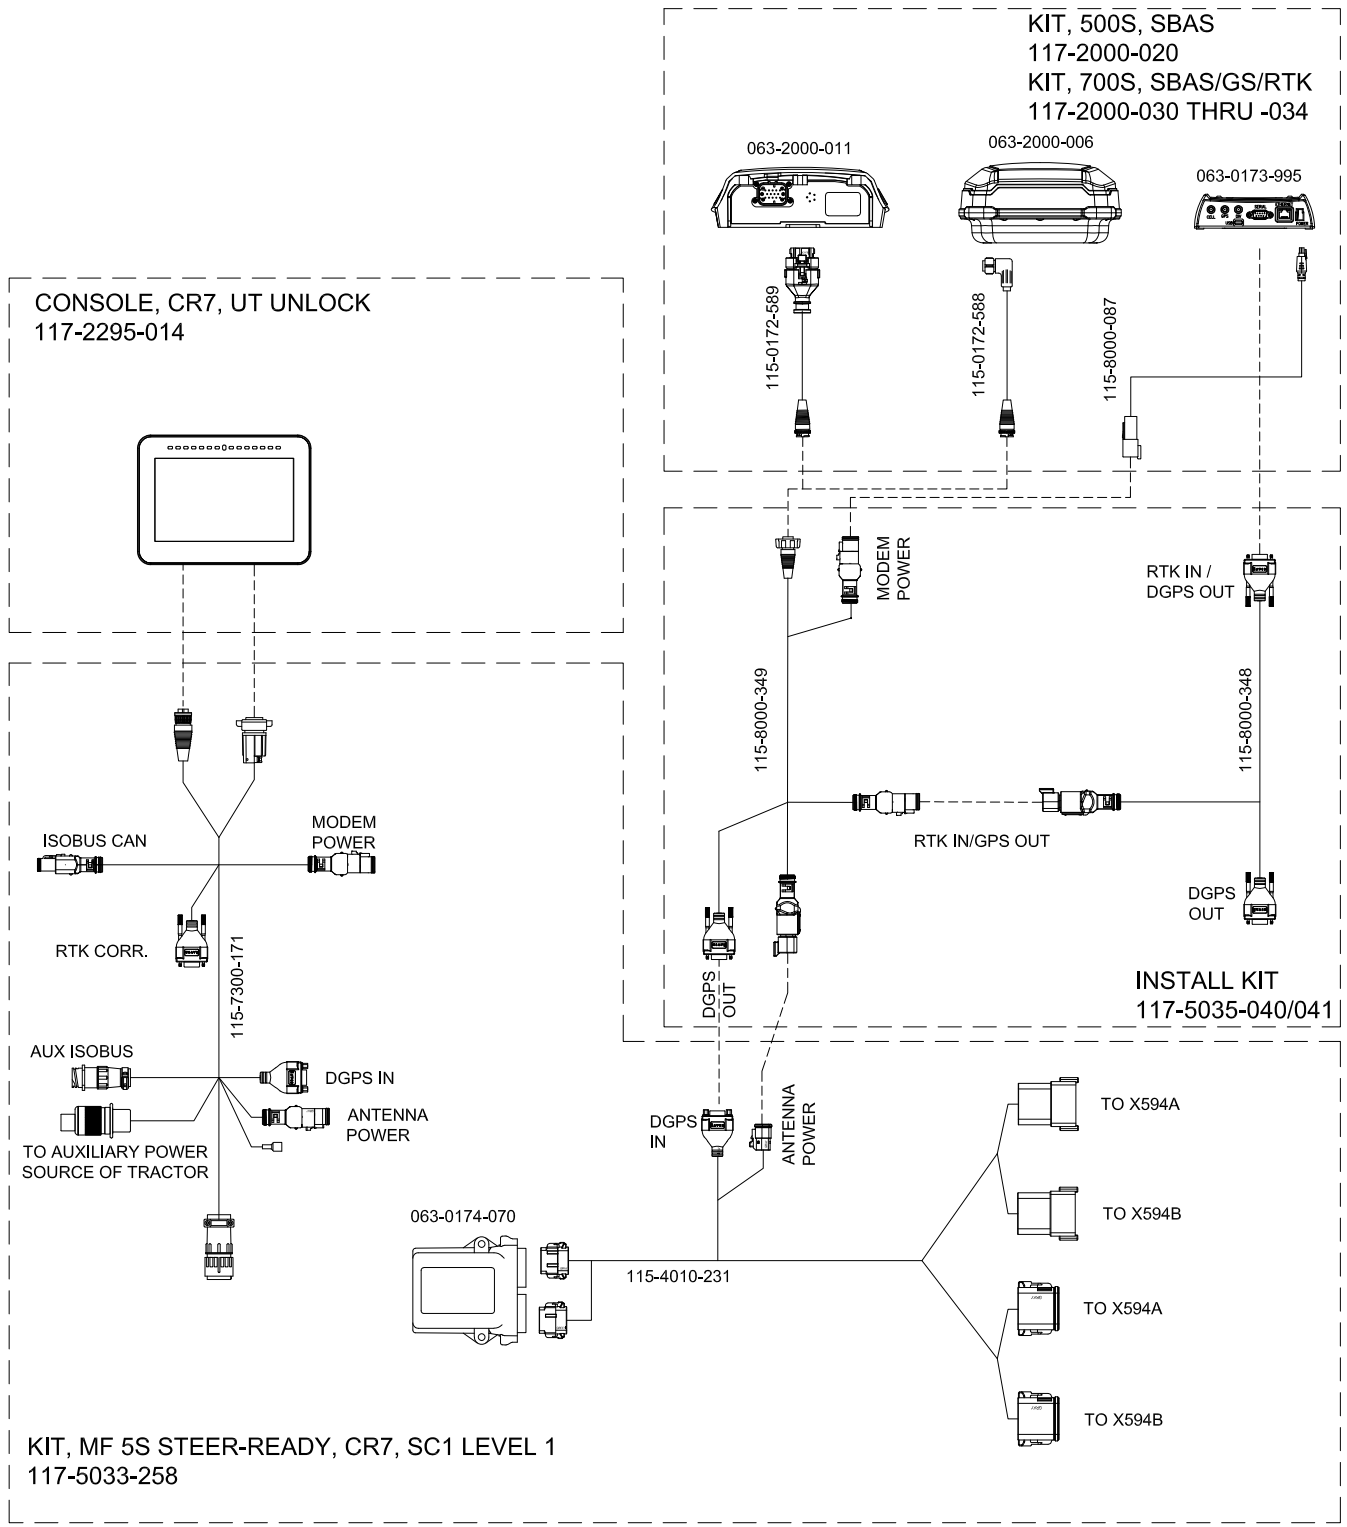 KIT, 500S, SBAS
117-2000-020
KIT, 700S, SBAS/GS/RTK
117-2000-030 THRU -034
063-2000-011
063-2000-006
063-0173-995
CELL
GPS
USB
SERIAL
POWER
115-0172-589
115-0172-588
115-8000-087
CONSOLE, CR7, UT UNLOCK
117-2295-014
MODEM
POWER
RTK IN /
DGPS OUT
115-8000-349
115-8000-348
RTK IN/GPS OUT
DGPS
OUT
DGPS
OUT
INSTALL KIT
117-5035-040/041
ISOBUS CAN
MODEM
POWER
RTK CORR.
115-7300-171
AUX ISOBUS
DGPS IN
ANTENNA
POWER
TO AUXILIARY POWER
SOURCE OF TRACTOR
DGPS
IN
ANTENNA
POWER
TO X594A
TO X594B
063-0174-070
115-4010-231
TO X594A
TO X594B
KIT, MF 5S STEER-READY, CR7, SC1 LEVEL 1
117-5033-258